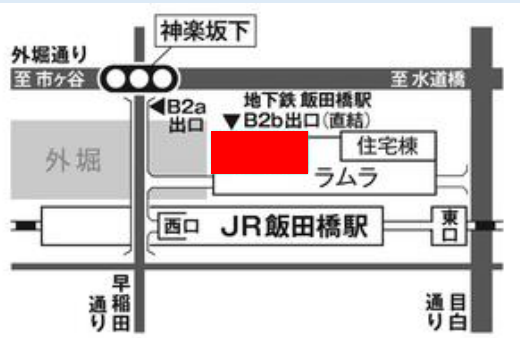 神楽坂下
外堀通り
至市ヶ谷
至水道橋
◀B2a
出口
地下鉄 飯田橋駅
▼B2b出口(直結)
外堀
住宅棟
ラムラ
西口
JR飯田橋駅
東口
早稲田通り
目白通り